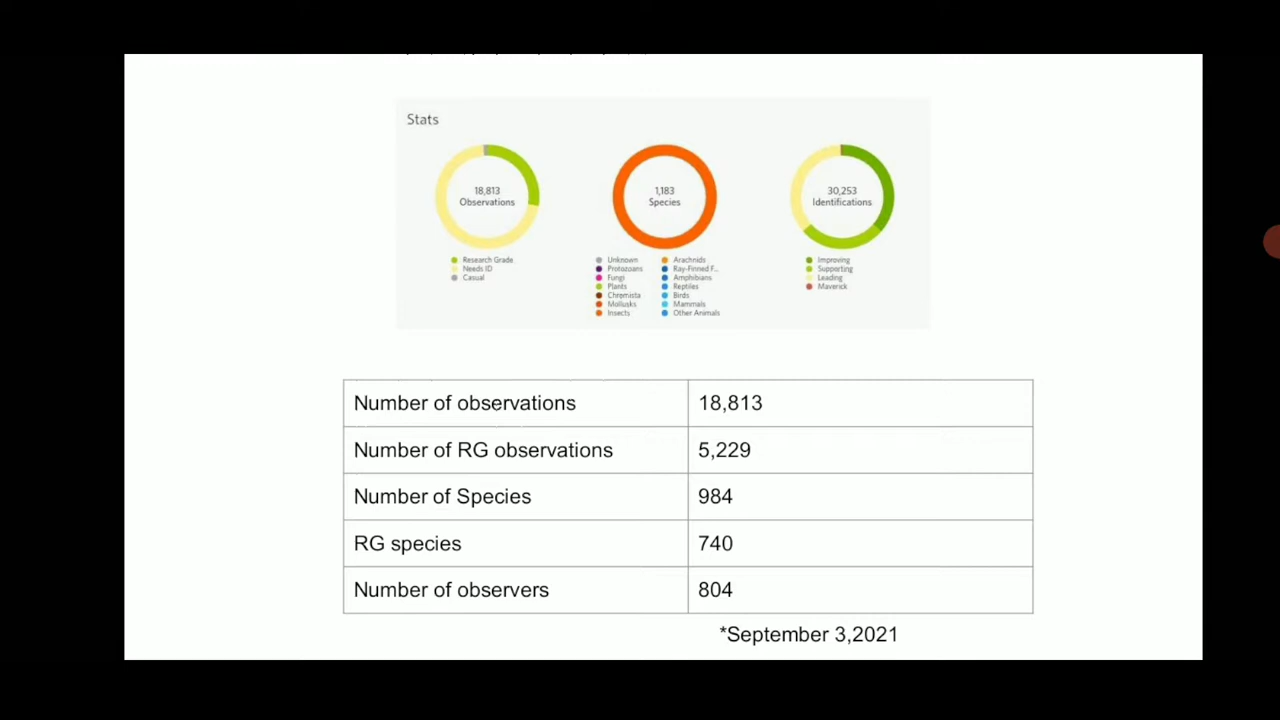 Stats
18,813
Observations
1,183
Species
30,253
Identifications
Research Grade
Needs ID
Casual
Unknown
Protozoans
Fungi
Plants
Chromista
Mollusks
Insects
Arachnids
Ray-Finned F...
Amphibians
Reptiles
Birds
Mammals
Other Animals
Improving
Supporting
Leading
Maverick
Number of observations 18,813
Number of RG observations 5,229
Number of Species 984
RG species 740
Number of observers 804
*September 3,2021